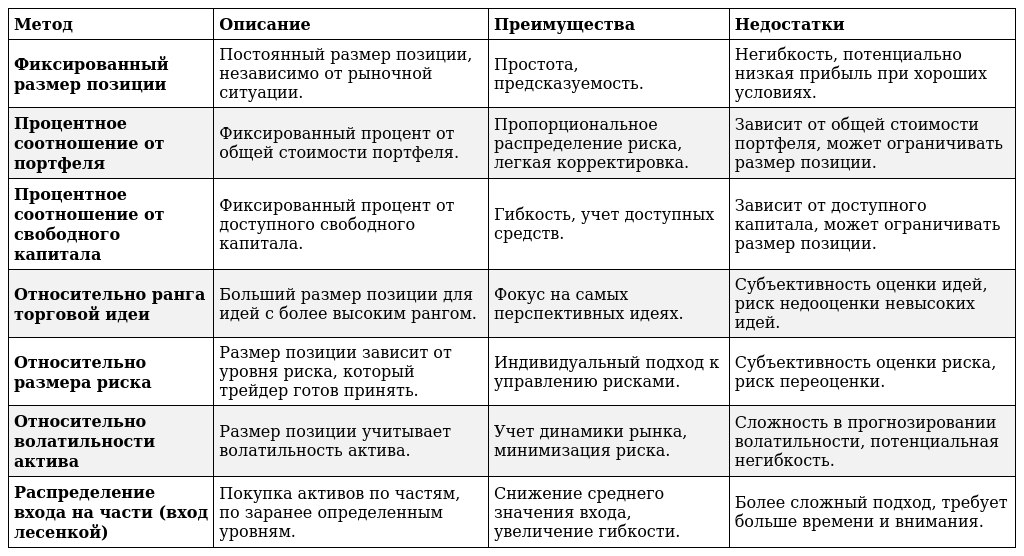 Метод
Описание
Преимущества
Недостатки
Фиксированный
размер позиции
Постоянный размер позиции,
независимо от рыночной
ситуации.
Простота,
предсказуемость.
Негибкость, потенциально
низкая прибыль при хороших
условиях.
Процентное
соотношение от
портфеля
Фиксированный процент от
общей стоимости портфеля.
Пропорциональное
распределение риска,
легкая корректировка.
Зависит от общей стоимости
портфеля, может ограничивать
размер позиции.
Процентное
соотношение от
свободного
капитала
Фиксированный процент от
доступного свободного
капитала.
Гибкость, учет доступных
средств.
Зависит от доступного
капитала, может ограничивать
размер позиции.
Относительно ранга
торговой идеи
Больший размер позиции для
идей с более высоким рангом.
Фокус на самых
перспективных идеях.
Субъективность оценки идей,
риск недооценки невысоких
идей.
Относительно
размера риска
Размер позиции зависит от
уровня риска, который
трейдер готов принять.
Индивидуальный подход к
управлению рисками.
Субъективность оценки риска,
риск переоценки.
Относительно
волатильности
актива
Размер позиции учитывает
волатильность актива.
Учет динамики рынка,
минимизация риска.
Сложность в прогнозировании
волатильности, потенциальная
негибкость.
Распределение
входа на части (вход
лесенкой)
Покупка активов по частям,
по заранее определенным
уровням.
Снижение среднего
значения входа,
увеличение гибкости.
Более сложный подход, требует
больше времени и внимания.